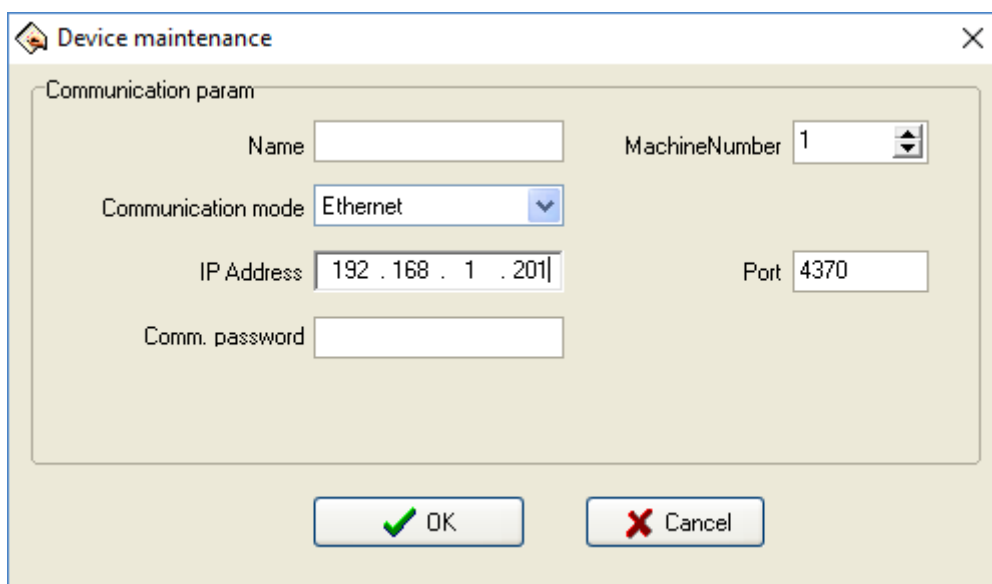 Device maintenance
Communication param
Name MachineNumber 1
Communication mode Ethernet
IP Address 192 . 168 . 1 . 201 Port 4370
Comm. password
OK Cancel